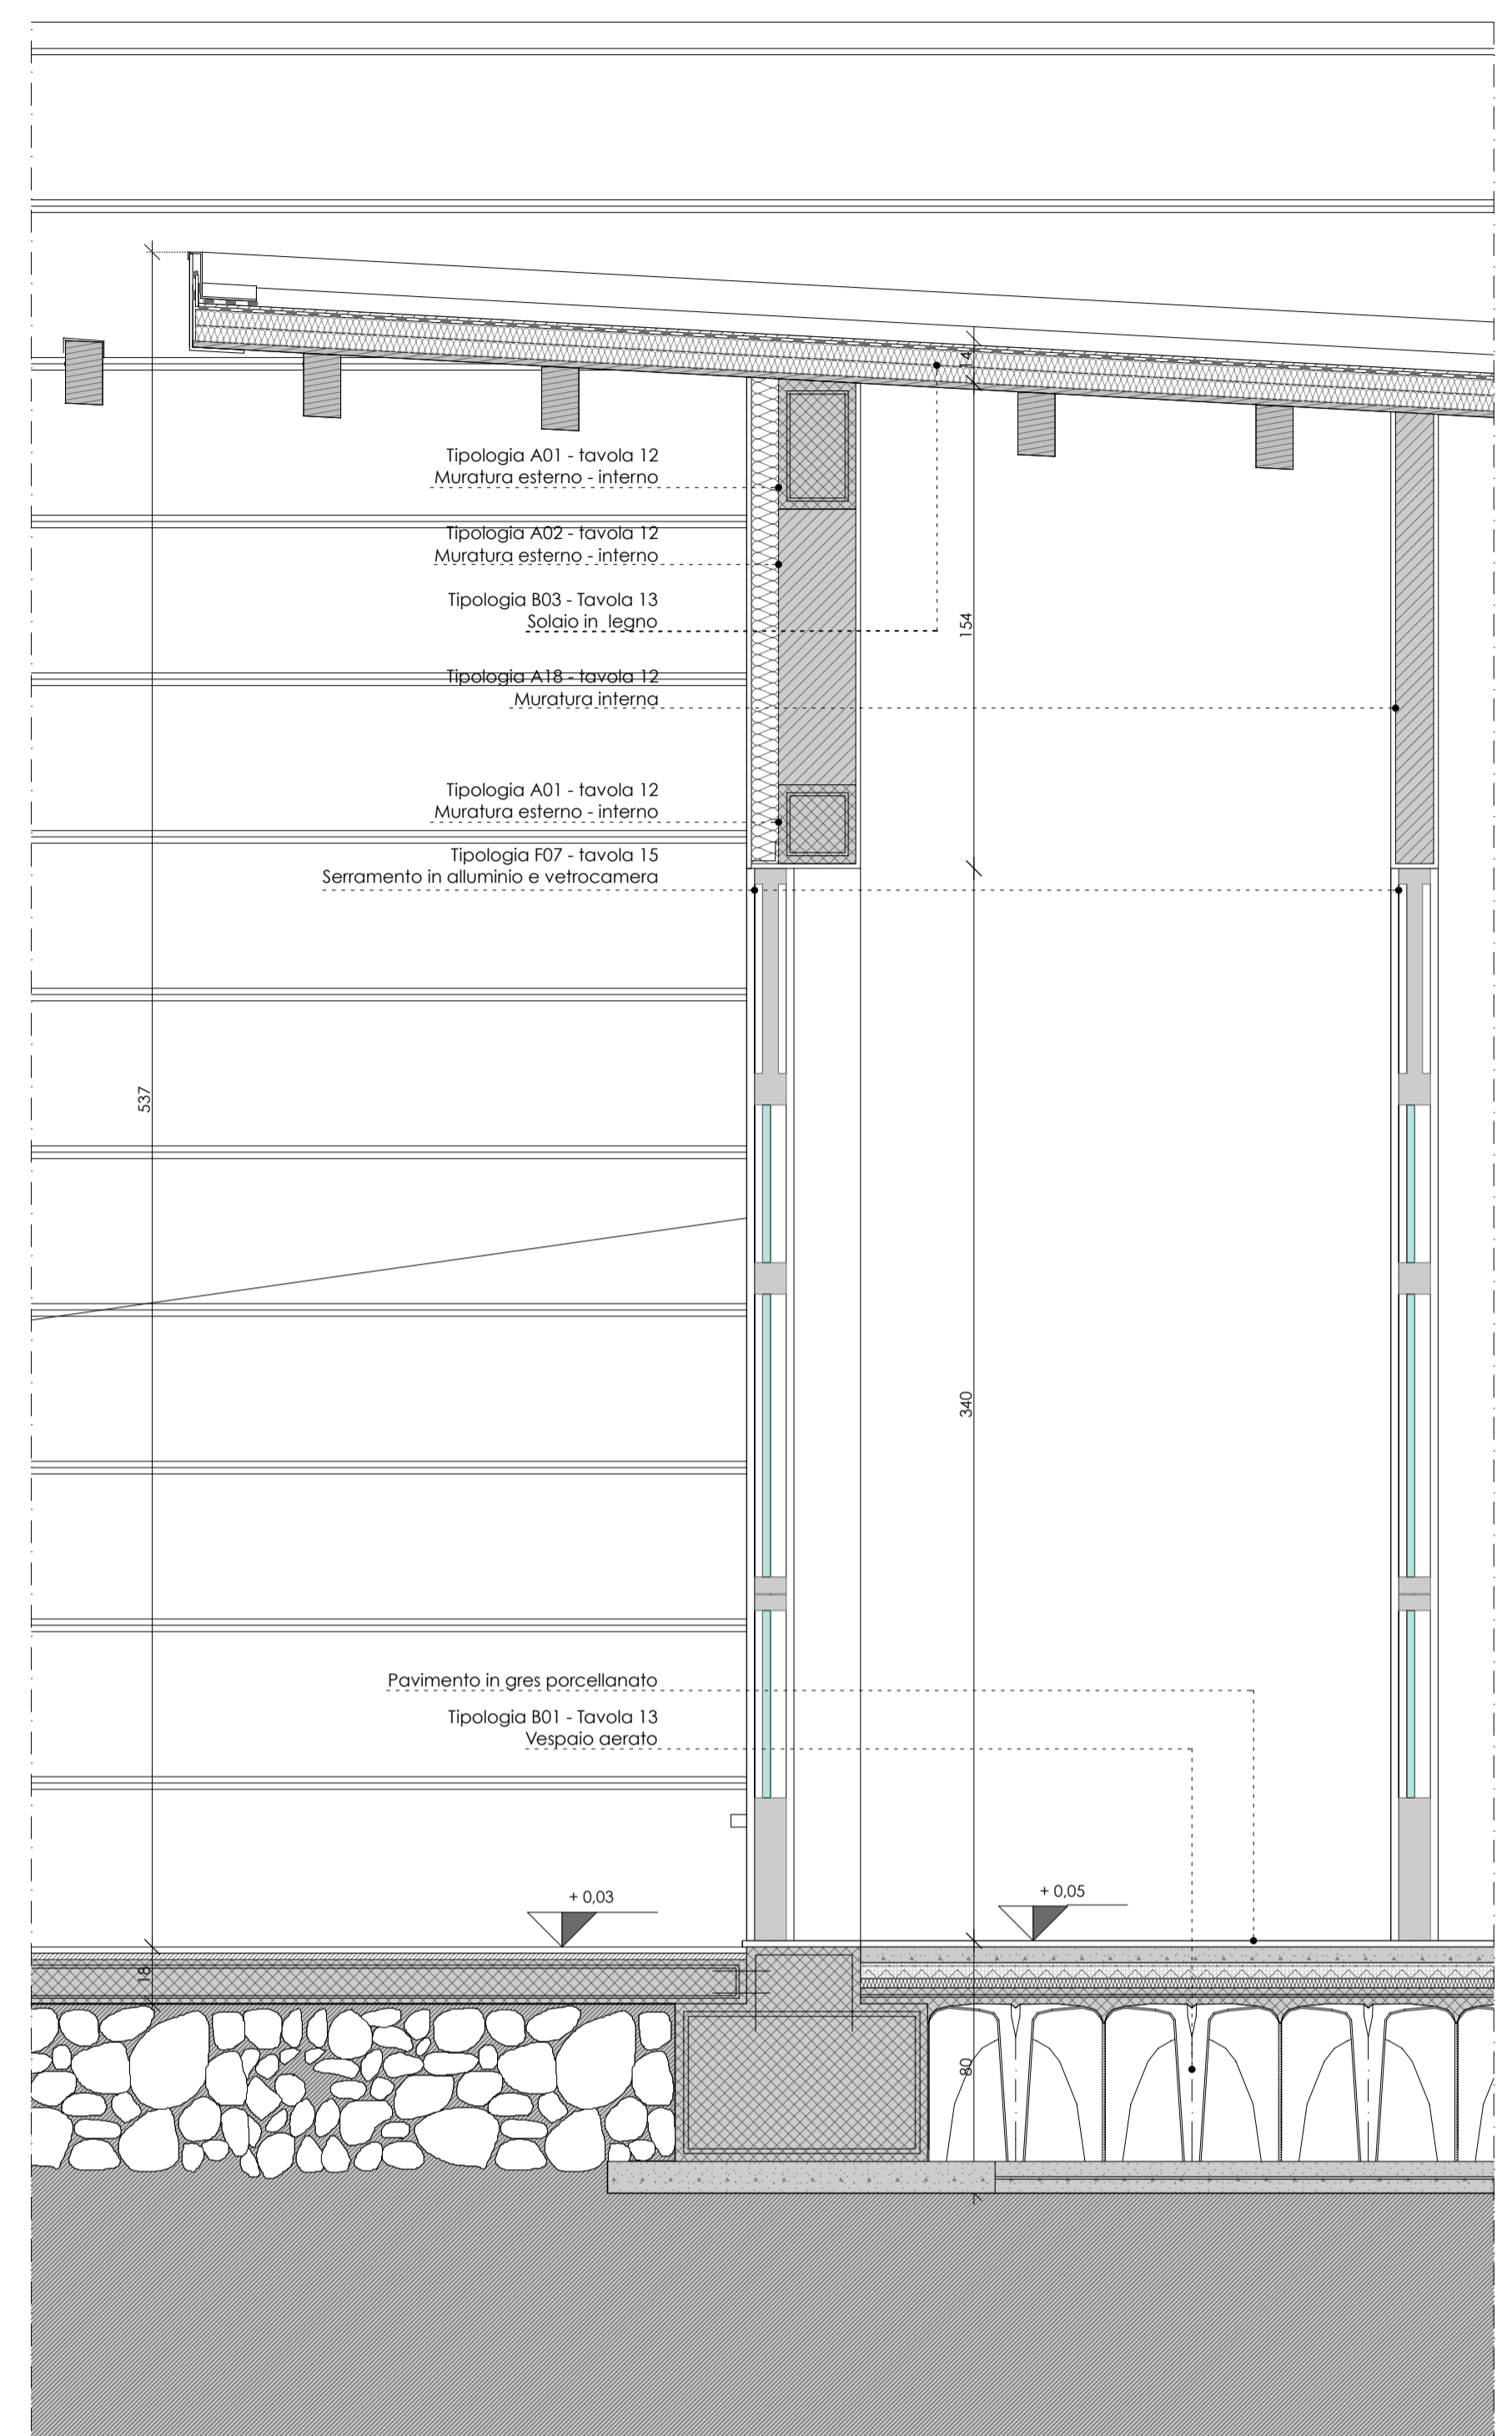 14
Tipologia A01 - tavola 12
Muratura esterno - interno
Tipologia A02 - tavola 12
Muratura esterno - interno
Tipologia B03 - Tavola 13
Solaio in legno
154
Tipologia A18 - tavola 12
Muratura interna
Tipologia A01 - tavola 12
Muratura esterno - interno
Tipologia F07 - tavola 15
Serramento in alluminio e vetrocamera
537
340
Pavimento in gres porcellanato
Tipologia B01 - Tavola 13
Vespaio aerato
+ 0,03
+ 0,05
18
80